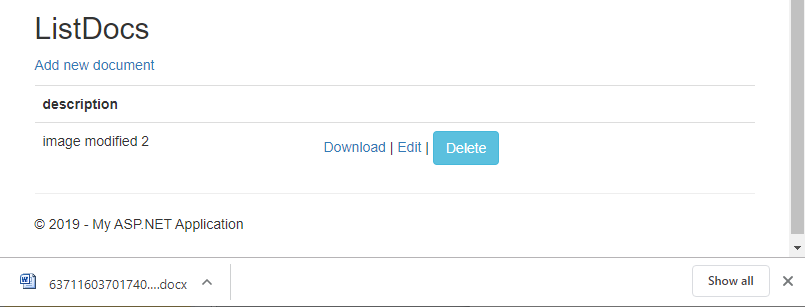 ListDocs
Add new document
description
image modified 2 Download | Edit | Delete
© 2019 - My ASP.NET Application
63711603701740....docx Show all